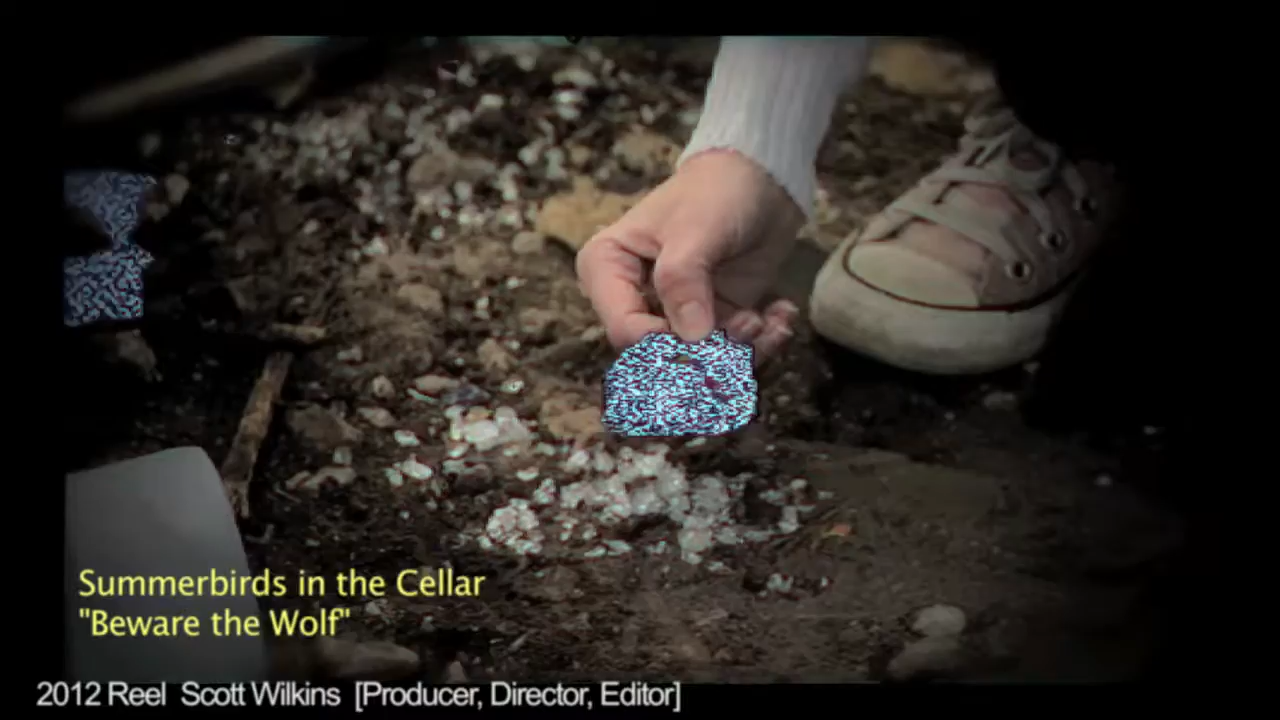 Summerbirds in the Cellar
"Beware the Wolf"
2012 Reel  Scott Wilkins  [Producer, Director, Editor]